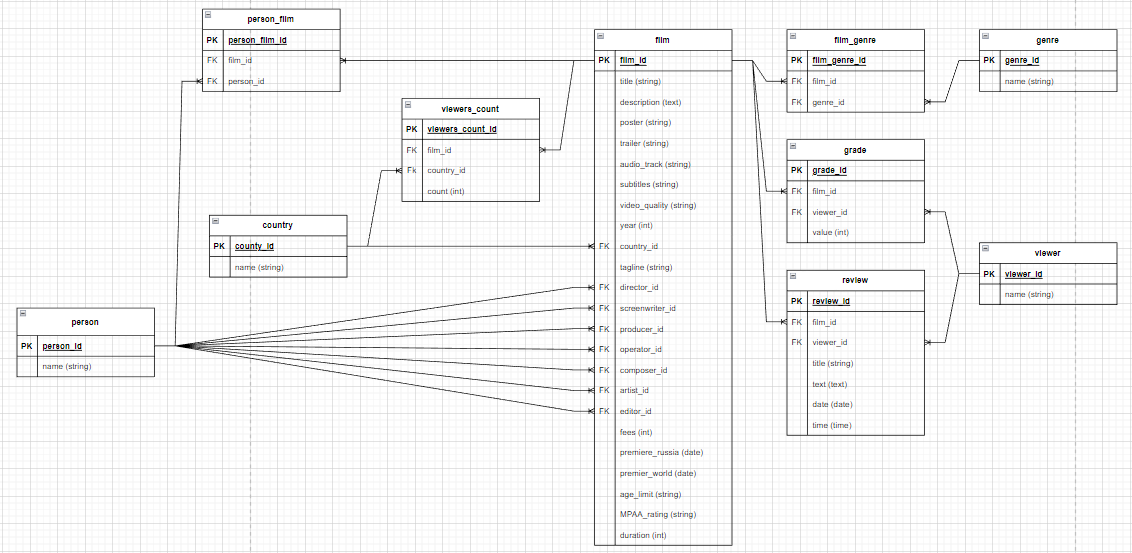 person_film
PK person_film_id
FK film_id
FK person_id
viewers_count
PK viewers_count_id
FK film_id
Fk country_id
count (int)
country
PK county_id
name (string)
person
PK person_id
name (string)
film
PK film_id
title (string)
description (text)
poster (string)
trailer (string)
audio_track (string)
subtitles (string)
video_quality (string)
year (int)
FK country_id
tagline (string)
FK director_id
FK screenwriter_id
FK producer_id
FK operator_id
FK composer_id
FK artist_id
FK editor_id
fees (int)
premiere_russia (date)
premier_world (date)
age_limit (string)
MPAA_rating (string)
duration (int)
film_genre
PK film_genre_id
FK film_id
FK genre_id
genre
PK genre_id
name (string)
grade
PK grade_id
FK film_id
FK viewer_id
value (int)
review
PK review_id
FK film_id
FK viewer_id
title (string)
text (text)
date (date)
time (time)
viewer
PK viewer_id
name (string)